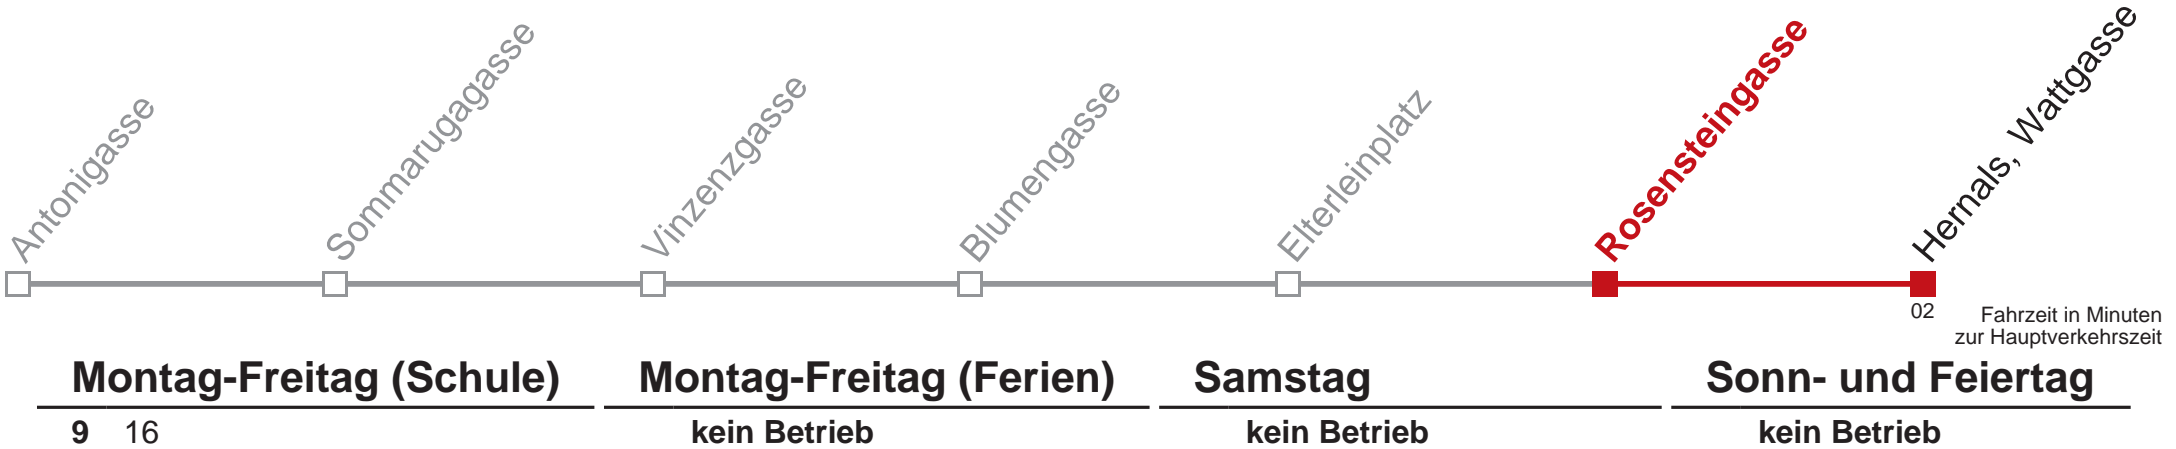 Antonigasse
Sommarugagasse
Vinzenzgasse
Blumengasse
Elterleinplatz
Rosensteingasse
Hernals, Wattgasse
02
Fahrzeit in Minuten
zur Hauptverkehrszeit
Montag-Freitag (Schule)
9 16
Montag-Freitag (Ferien)
kein Betrieb
Samstag
kein Betrieb
Sonn- und Feiertag
kein Betrieb